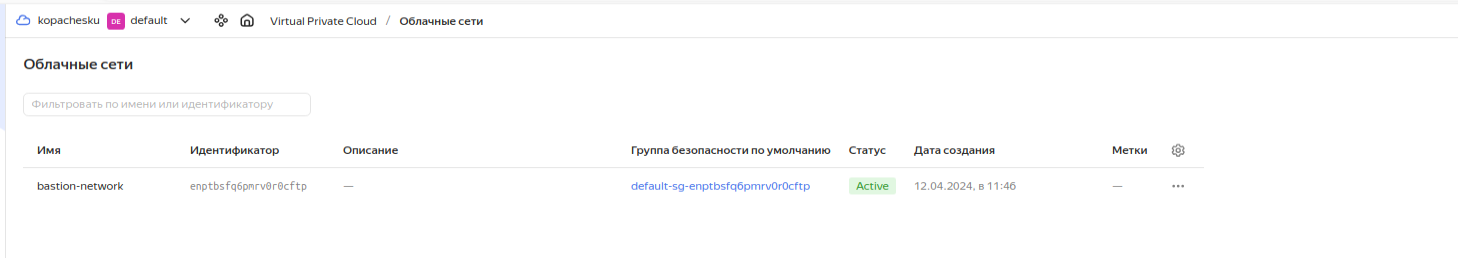 kopachesku DE default Virtual Private Cloud / Облачные сети
Облачные сети
Фильтровать по имени или идентификатору
Имя Идентификатор Описание Группа безопасности по умолчанию Статус Дата создания Метки
bastion-network enptbsfq6pmrv0r0cftp — default-sg-enptbsfq6pmrv0r0cftp Active 12.04.2024, в 11:46 —